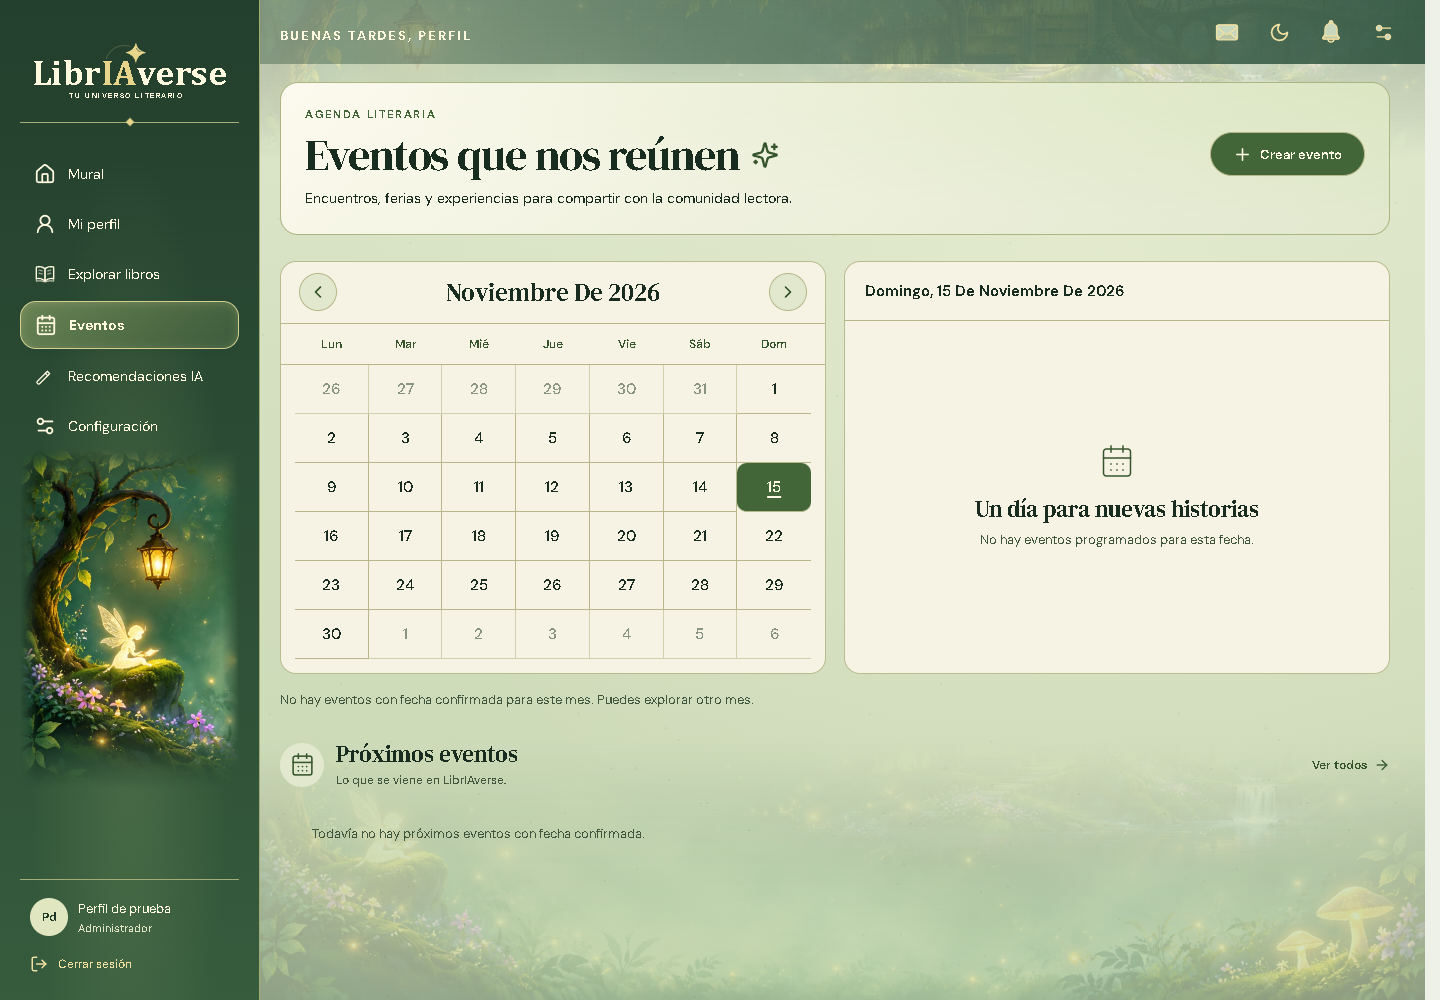 LibrIAverse
TU UNIVERSO LITERARIO
Mural
Mi perfil
Explorar libros
Eventos
Recomendaciones IA
Configuración
Pd
Perfil de prueba
Administrador
Cerrar sesión
BUENAS TARDES, PERFIL
AGENDA LITERARIA
Eventos que nos reúnen
Encuentros, ferias y experiencias para compartir con la comunidad lectora.
Crear evento
Noviembre De 2026
Lun Mar Mié Jue Vie Sáb Dom
26 27 28 29 30 31 1
2 3 4 5 6 7 8
9 10 11 12 13 14 15
16 17 18 19 20 21 22
23 24 25 26 27 28 29
30 1 2 3 4 5 6
Domingo, 15 De Noviembre De 2026
Un día para nuevas historias
No hay eventos programados para esta fecha.
No hay eventos con fecha confirmada para este mes. Puedes explorar otro mes.
Próximos eventos
Lo que se viene en LibrIAverse.
Ver todos
Todavía no hay próximos eventos con fecha confirmada.